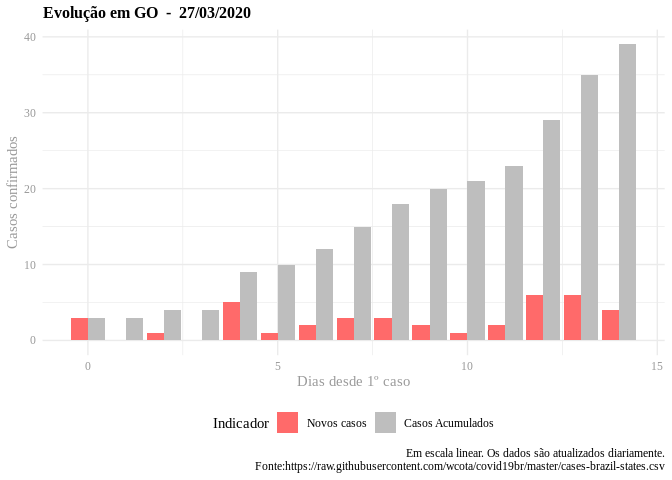 Evolução em GO  -  27/03/2020
Casos confirmados
40
30
20
10
0
0 5 10 15
Dias desde 1º caso
Indicador Novos casos Casos Acumulados
Em escala linear. Os dados são atualizados diariamente.
Fonte:https://raw.githubusercontent.com/wcota/covid19br/master/cases-brazil-states.csv